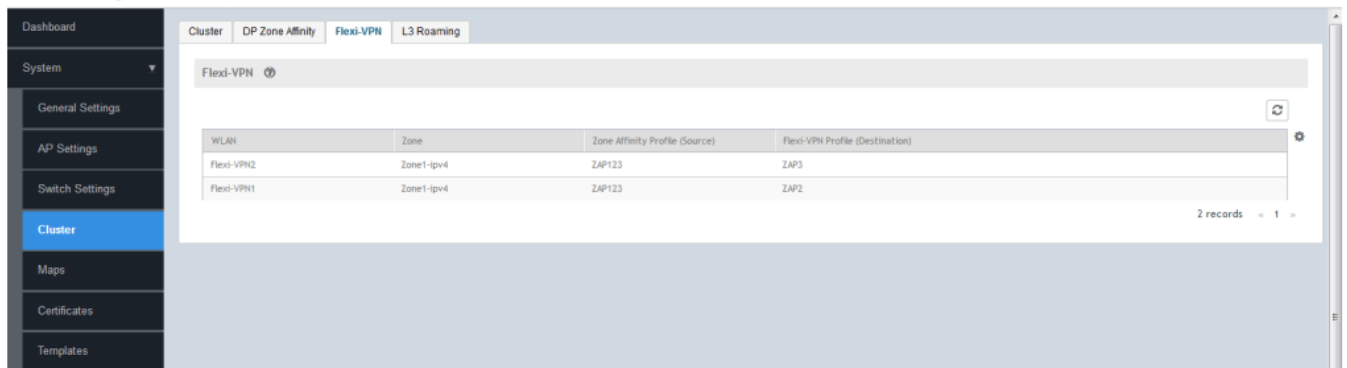 Dashboard
System
General Settings
AP Settings
Switch Settings
Cluster
Maps
Certificates
Templates
Cluster DP Zone Affinity Flexi-VPN L3 Roaming
Flexi-VPN
WLAN Zone Zone Affinity Profile (Source) Flexi-VPN Profile (Destination)
Flexi-VPN2 Zone1-ipv4 ZAP123 ZAP3
Flexi-VPN1 Zone1-ipv4 ZAP123 ZAP2
2 records « 1 »